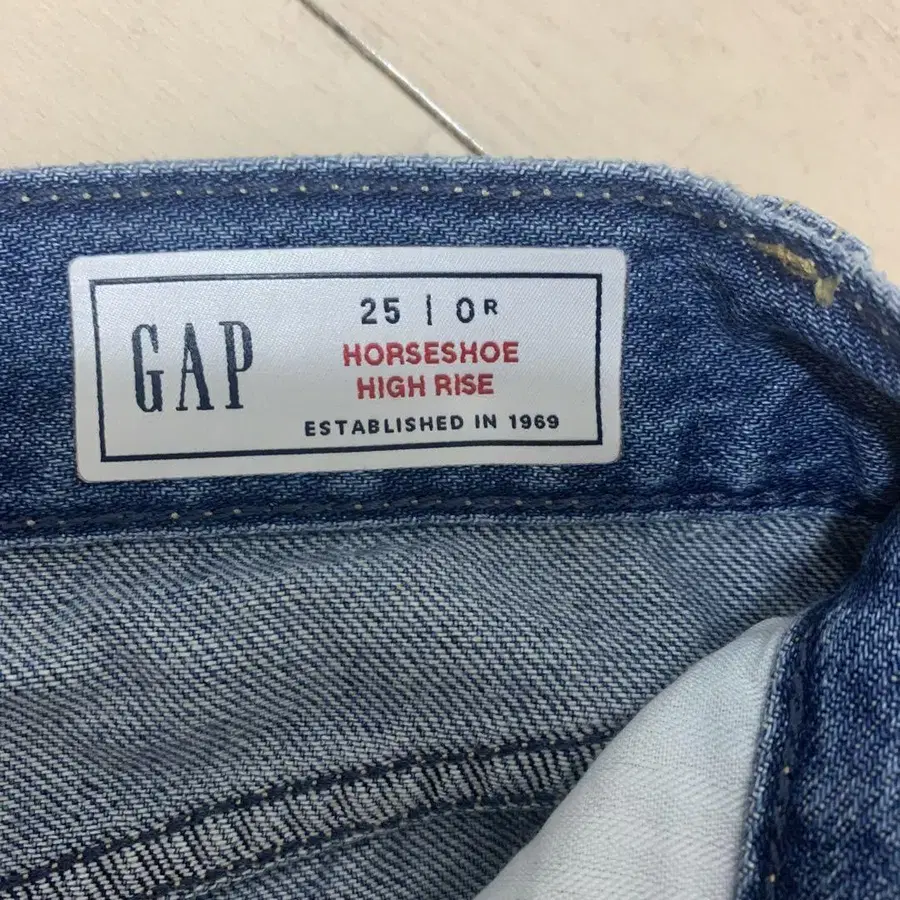 GAP
25 | 0R
HORSESHOE
HIGH RISE
ESTABLISHED IN 1969